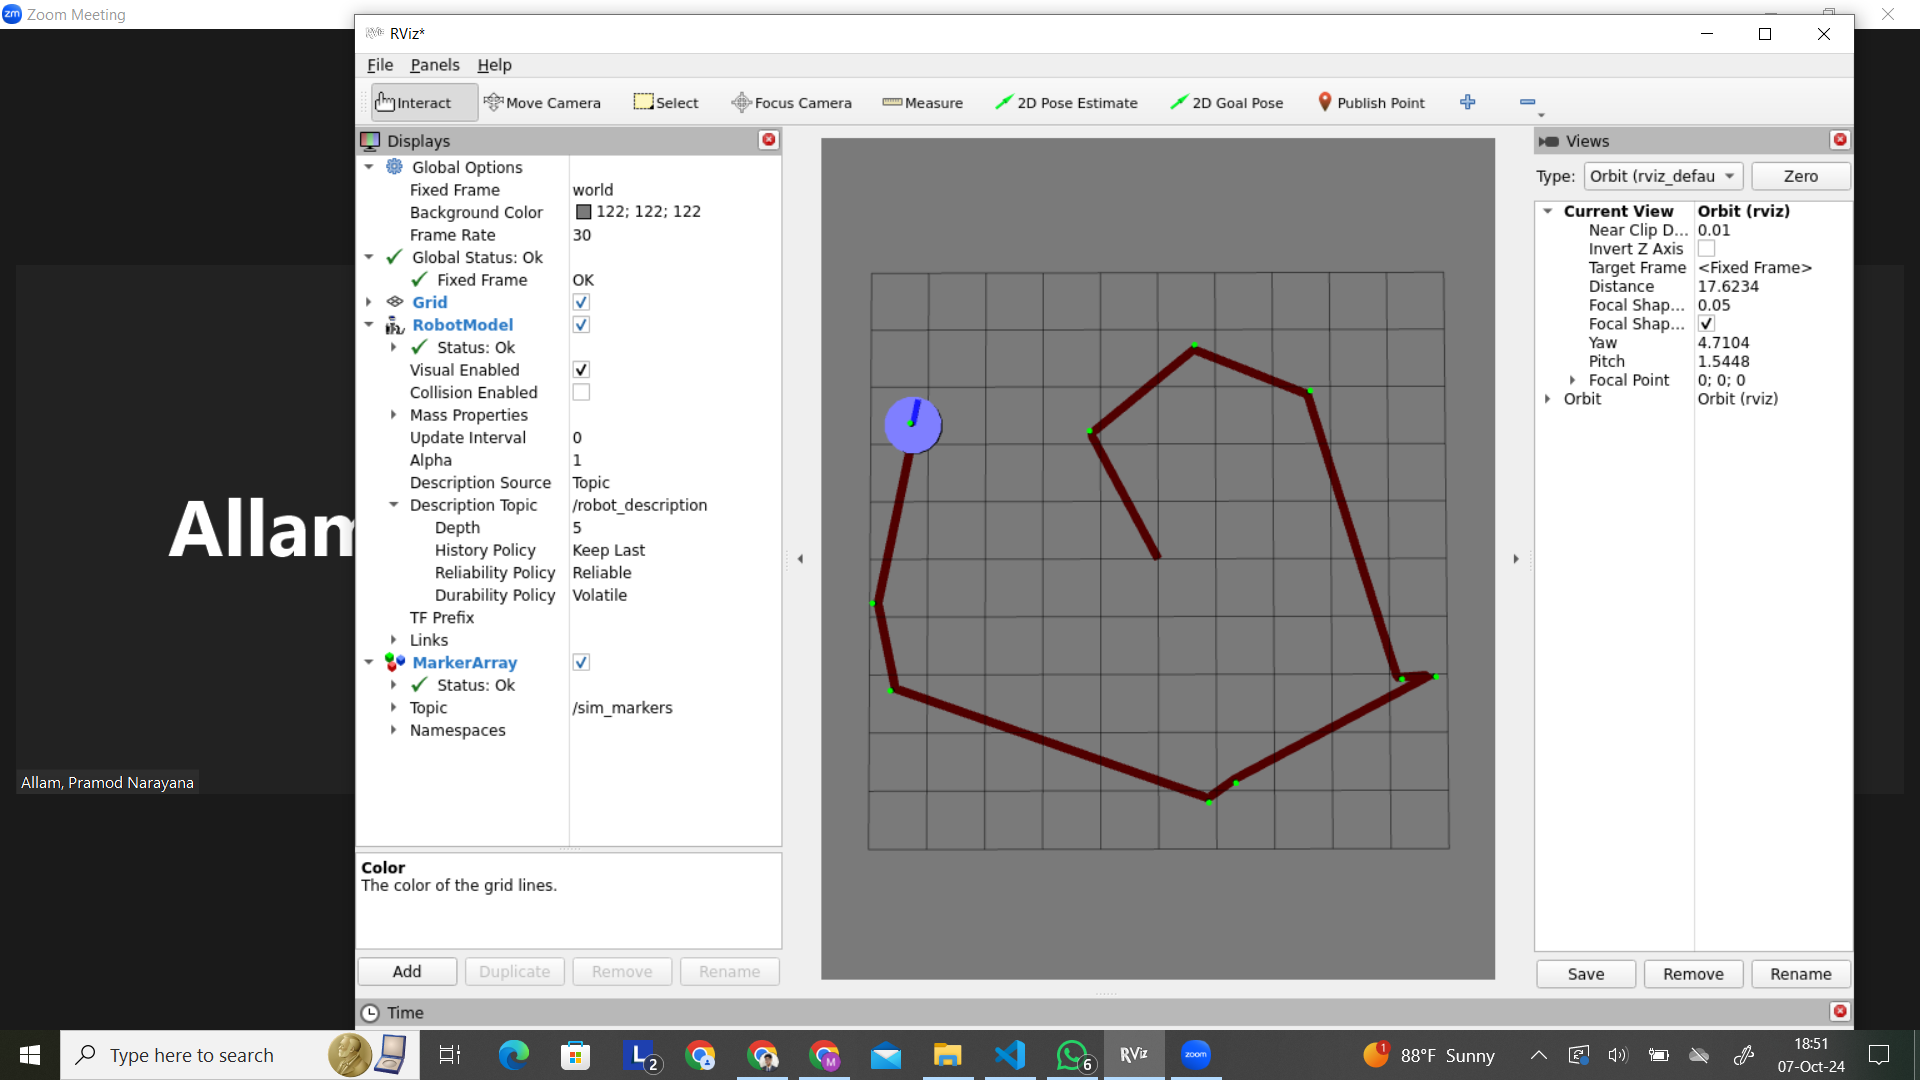 Zoom Meeting
RViz*
File Panels Help
Interact Move Camera Select Focus Camera Measure 2D Pose Estimate 2D Goal Pose Publish Point
Displays
Global Options
Fixed Frame world
Background Color 122; 122; 122
Frame Rate 30
Global Status: Ok
Fixed Frame OK
Grid
RobotModel
Status: Ok
Visual Enabled
Collision Enabled
Mass Properties
Update Interval 0
Alpha 1
Description Source Topic
Description Topic /robot_description
Depth 5
History Policy Keep Last
Reliability Policy Reliable
Durability Policy Volatile
TF Prefix
Links
MarkerArray
Status: Ok
Topic /sim_markers
Namespaces
Color
The color of the grid lines.
Add Duplicate Remove Rename
Views
Type: Orbit (rviz_defau Zero
Current View Orbit (rviz)
Near Clip D... 0.01
Invert Z Axis
Target Frame <Fixed Frame>
Distance 17.6234
Focal Shap... 0.05
Focal Shap...
Yaw 4.7104
Pitch 1.5448
Focal Point 0; 0; 0
Orbit Orbit (rviz)
Save Remove Rename
Time
Allam
Allam, Pramod Narayana
Type here to search
L 2
M
6
RViz
zoom
1
88°F Sunny
18:51
07-Oct-24